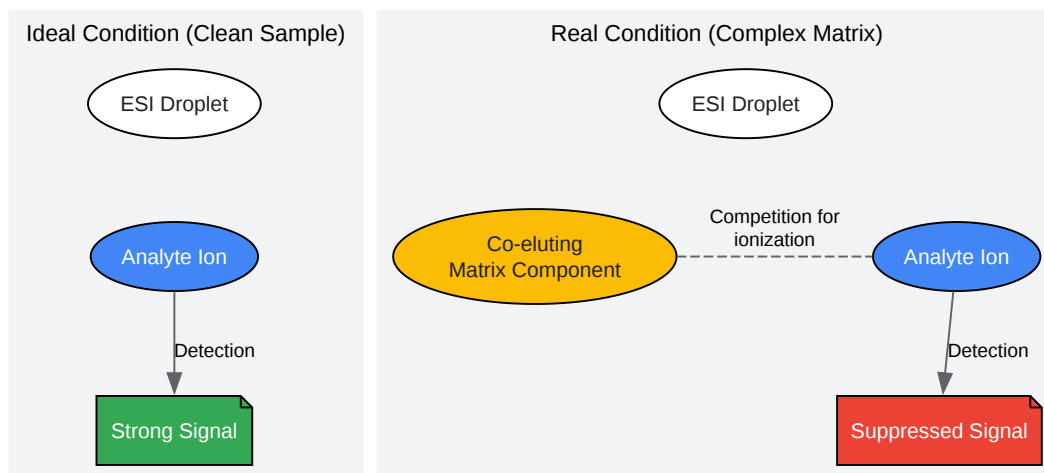 Ideal Condition (Clean Sample)
ESI Droplet
Analyte Ion
Detection
Strong Signal
Real Condition (Complex Matrix)
ESI Droplet
Co-eluting
Matrix Component
Competition for
ionization
Analyte Ion
Detection
Suppressed Signal